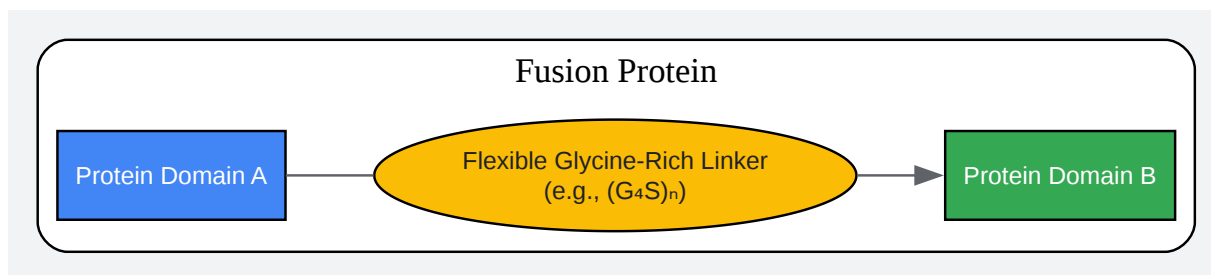 Fusion Protein
Protein Domain A
Flexible Glycine-Rich Linker
(e.g., (G₄S)ₙ)
Protein Domain B